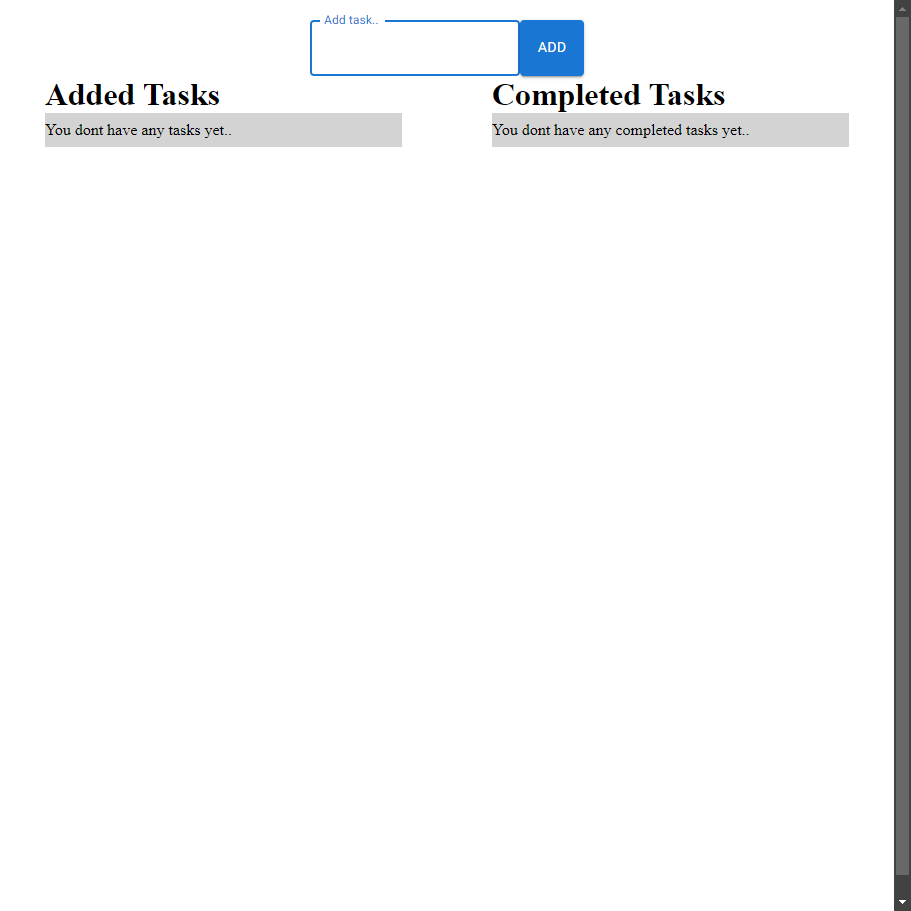 Add task..
ADD
Added Tasks
You dont have any tasks yet..
Completed Tasks
You dont have any completed tasks yet..